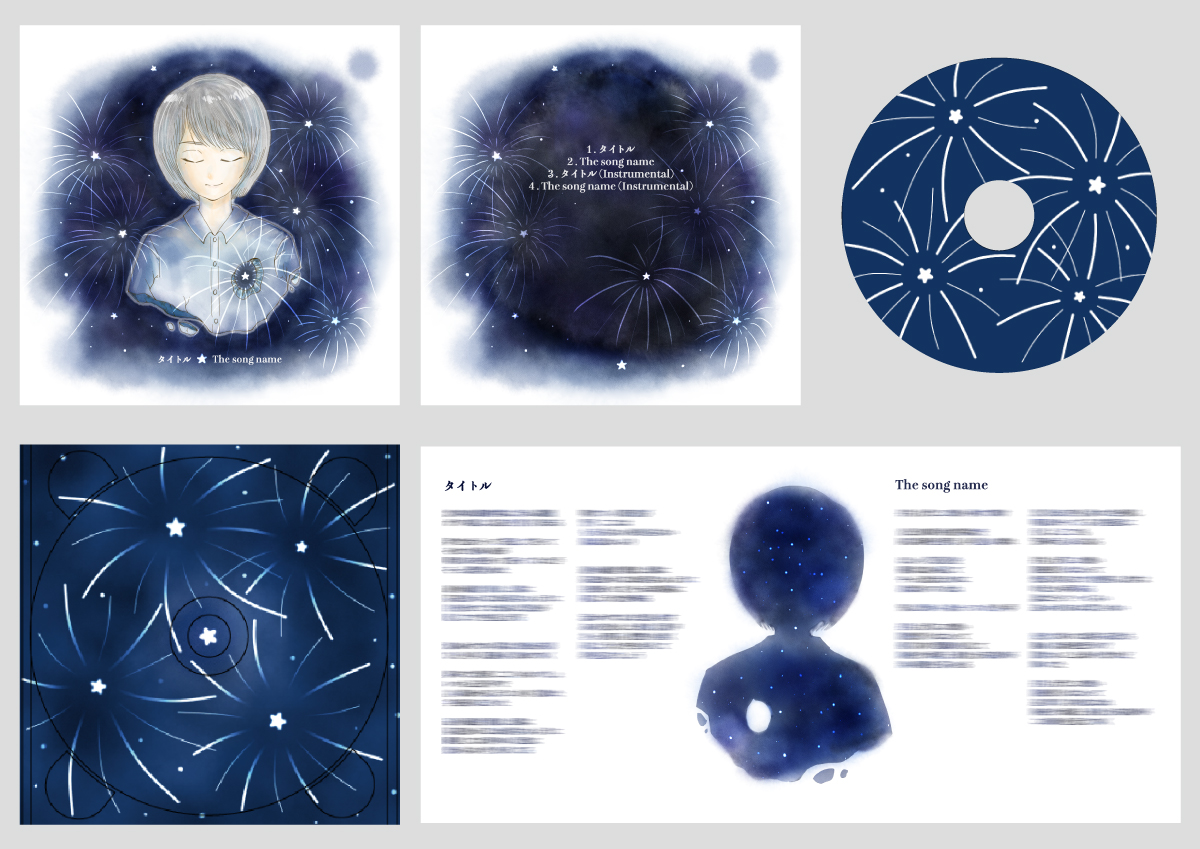 タイトル ★ The song name
1. タイトル
2. The song name
3. タイトル (Instrumental)
4. The song name (Instrumental)
タイトル
The song name